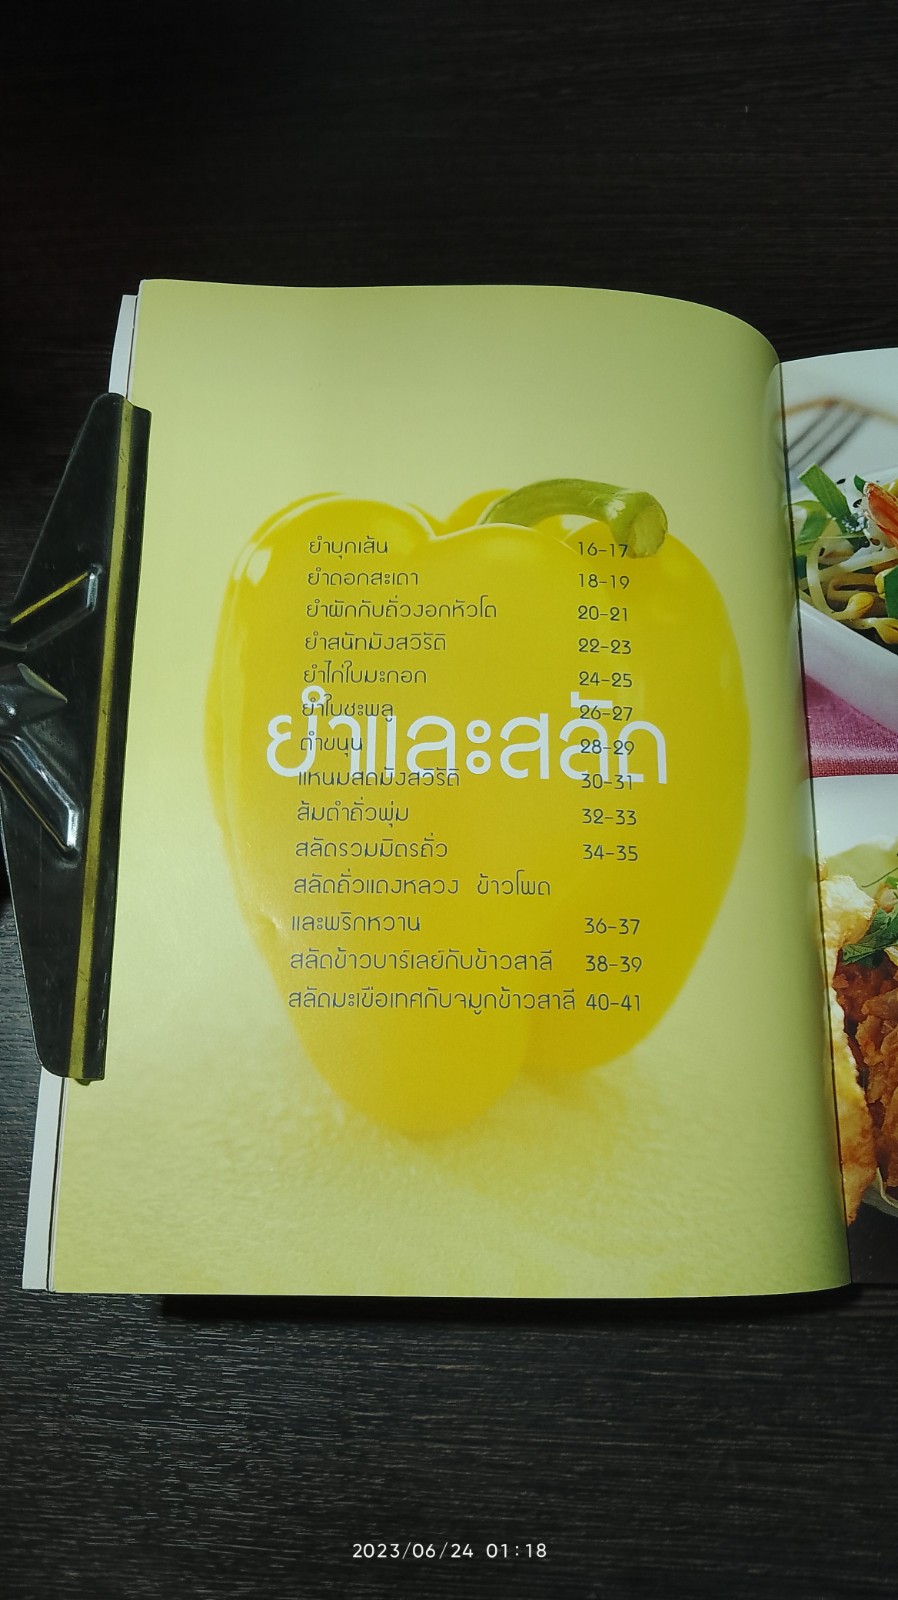 ยำบุกเส้น 16-17
ยำดอกสะเดา 18-19
ยำผักกับถั่วงอกหัวโต 20-21
ยำสนัทมังสวิรัติ 22-23
ยำไก่ใบมะกอก 24-25
ยำใบชะพลู 26-27
ยำและสลัด
ตำขนุน 28-29
แหนมสดมังสวิรัติ 30-31
ส้มตำถั่วพุ่ม 32-33
สลัดรวมมิตรถั่ว 34-35
สลัดถั่วแดงหลวง ข้าวโพด
และพริกหวาน 36-37
สลัดข้าวบาร์เลย์กับข้าวสาลี 38-39
สลัดมะเขือเทศกับจมูกข้าวสาลี 40-41
2023/06/24 01:18